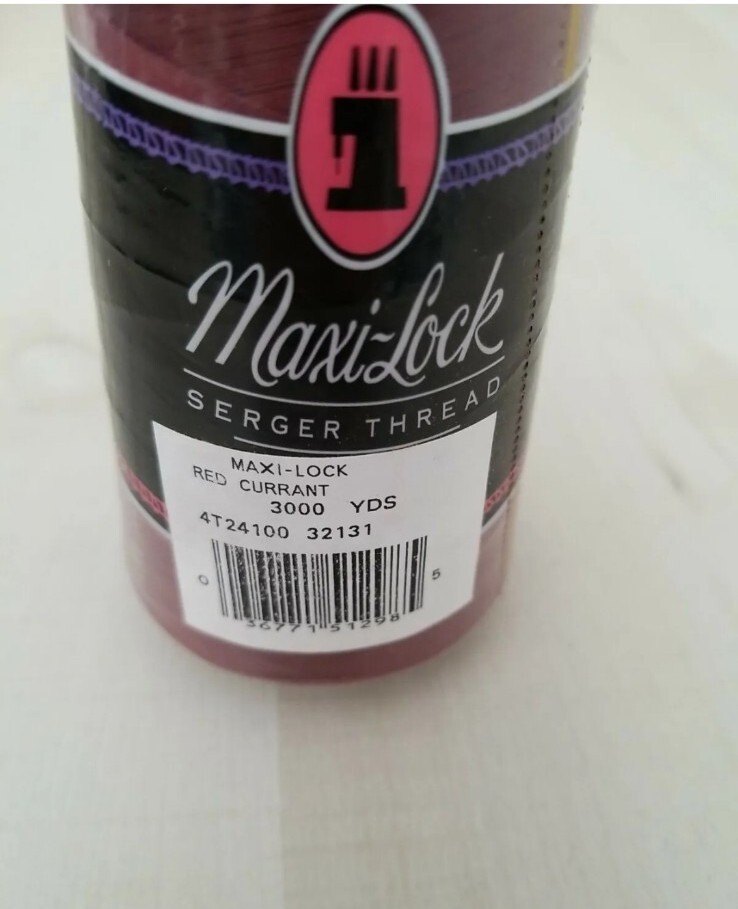 Maxi-Lock
SERGER THREAD
MAXI-LOCK
RED CURRANT
3000 YDS
4T24100 32131
0 36771 51298 5